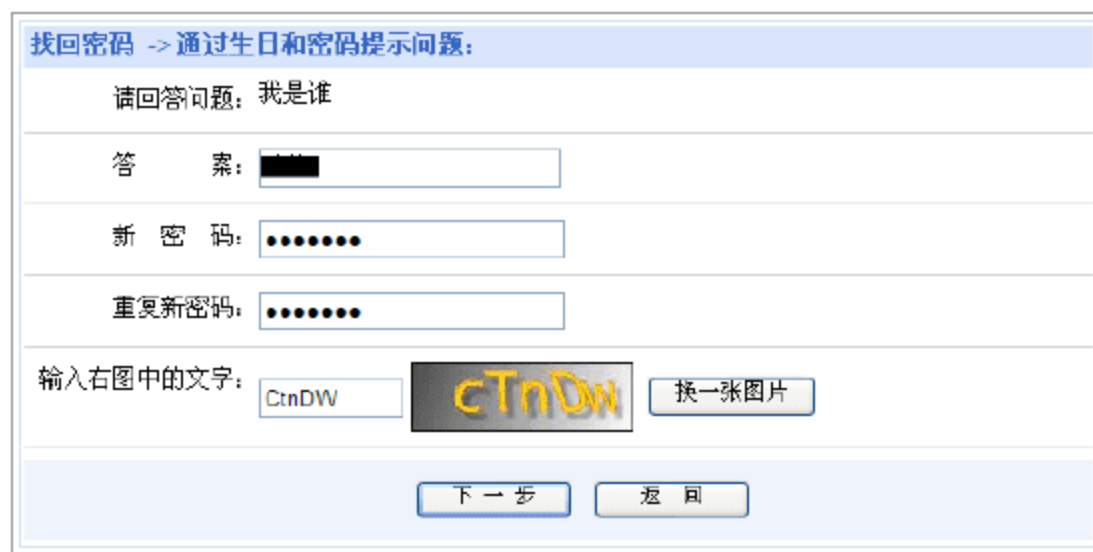 找回密码 ->通过生日和密码提示问题:
请回答问题: 我是谁
答 案:
新 密 码: •••••••
重复新密码: •••••••
输入右图中的文字: CtnDW cTnDW 换一张图片
下一步 返 回